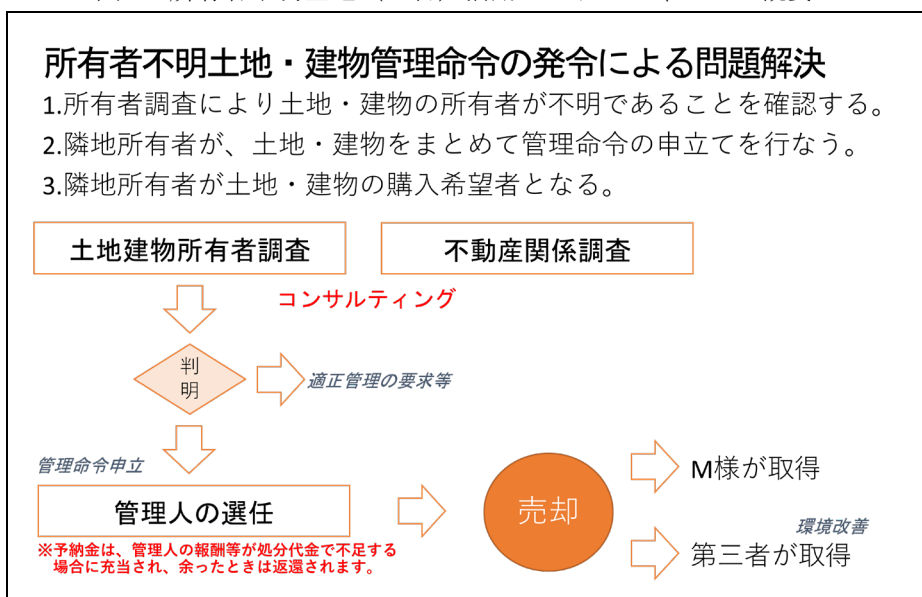 所有者不明土地・建物管理命令の発令による問題解決
1.所有者調査により土地・建物の所有者が不明であることを確認する。
2.隣地所有者が、土地・建物をまとめて管理命令の申立てを行なう。
3.隣地所有者が土地・建物の購入希望者となる。
土地建物所有者調査
不動産関係調査
コンサルティング
判
明
適正管理の要求等
管理命令申立
管理人の選任
売却
M様が取得
環境改善
第三者が取得
※予納金は、管理人の報酬等が処分代金で不足する
場合に充当され、余ったときは返還されます。